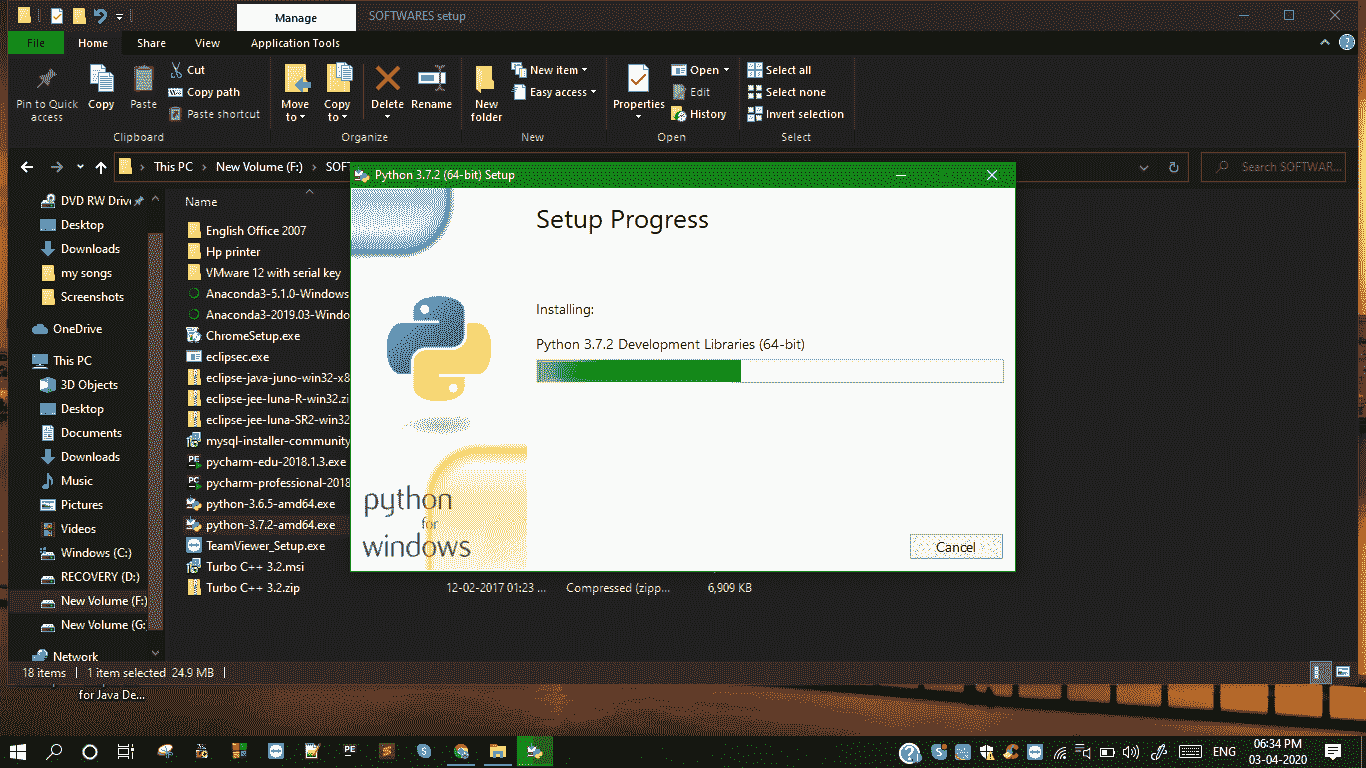 Manage
SOFTWARES setup
File
Home
Share
View
Application Tools
Pin to Quick access
Copy
Paste
Cut
Copy path
Paste shortcut
Move to
Copy to
Delete
Rename
New folder
New item
Easy access
Properties
Open
Edit
History
Select all
Select none
Invert selection
Clipboard
Organize
New
Open
Select
This PC
New Volume (F:)
SOFT
Search SOFTWAR...
DVD RW Driv
Desktop
Downloads
my songs
Screenshots
OneDrive
This PC
3D Objects
Desktop
Documents
Downloads
Music
Pictures
Videos
Windows (C:)
RECOVERY (D:)
New Volume (F:)
New Volume (G:
Network
Name
English Office 2007
Hp printer
VMware 12 with serial key
Anaconda3-5.1.0-Windows
Anaconda3-2019.03-Windo
ChromeSetup.exe
eclipsec.exe
eclipse-java-juno-win32-x8
eclipse-jee-luna-R-win32.zi
eclipse-jee-luna-SR2-win32
mysql-installer-community
pycharm-edu-2018.1.3.exe
pycharm-professional-2018
python-3.6.5-amd64.exe
python-3.7.2-amd64.exe
TeamViewer_Setup.exe
Turbo C++ 3.2.msi
Turbo C++ 3.2.zip
12-02-2017 01:23 ...
Compressed (zipp...
6,909 KB
Python 3.7.2 (64-bit) Setup
Setup Progress
Installing:
Python 3.7.2 Development Libraries (64-bit)
python
for
windows
Cancel
18 items
1 item selected 24.9 MB
for Java De...
PE
ENG
06:34 PM
03-04-2020